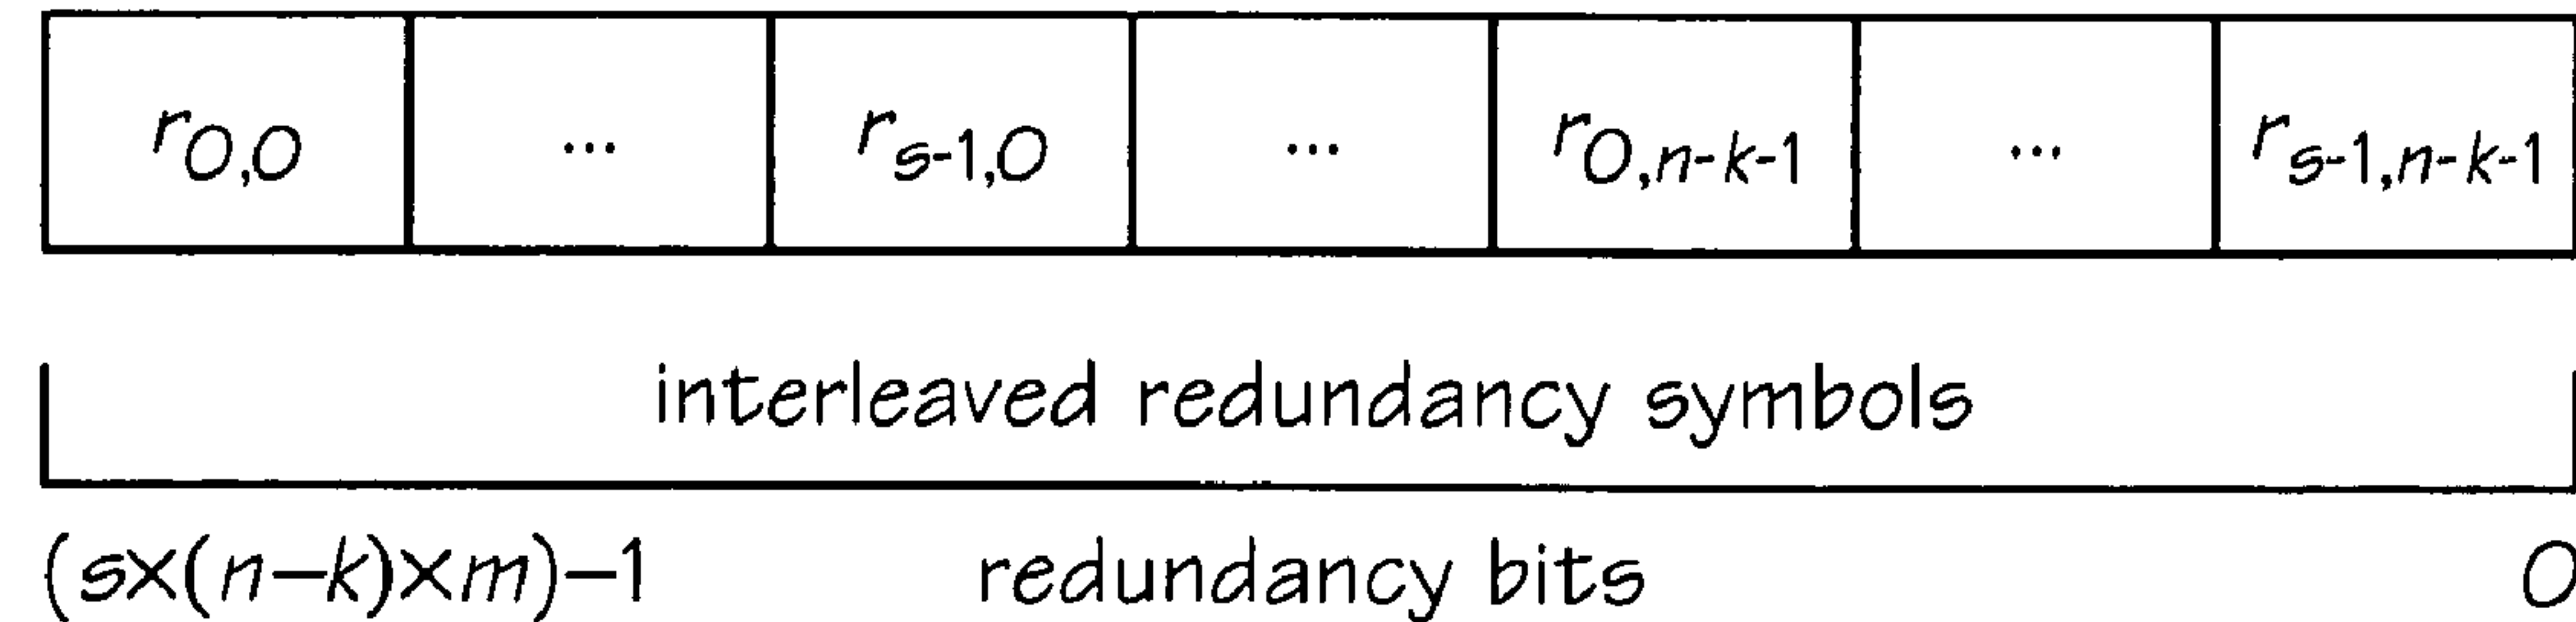 r0,0 ... rs-1,0 ... r0,n-k-1 ... rs-1,n-k-1
interleaved redundancy symbols
(s×(n−k)×m)−1 redundancy bits 0